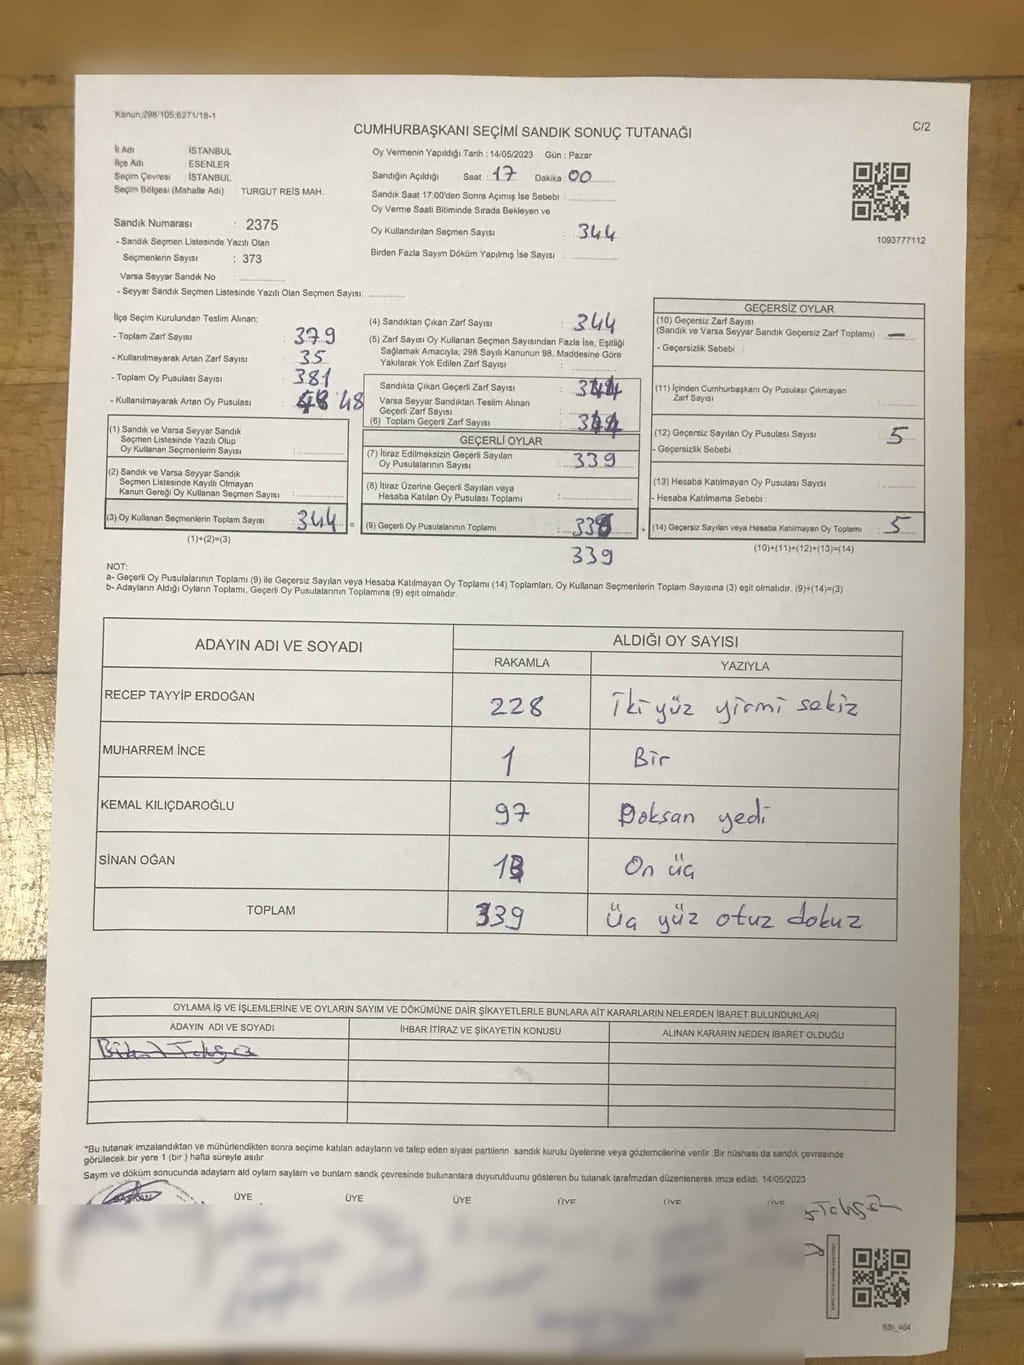 Kanun:298/105;6271/18-1
C/2
CUMHURBAŞKANI SEÇİMİ SANDIK SONUÇ TUTANAĞI
İl Adı : İSTANBUL
İlçe Adı : ESENLER
Seçim Çevresi : İSTANBUL
Seçim Bölgesi (Mahalle Adı) : TURGUT REİS MAH.
Sandık Numarası : 2375
- Sandık Seçmen Listesinde Yazılı Olan
Seçmenlerin Sayısı : 373
Varsa Seyyar Sandık No :
- Seyyar Sandık Seçmen Listesinde Yazılı Olan Seçmen Sayısı:
Oy Vermenin Yapıldığı Tarih : 14/05/2023 Gün : Pazar
Sandığın Açıldığı Saat : 17 Dakika 00
Sandık Saat 17:00'den Sonra Açımış İse Sebebi :
Oy Verme Saati Bitiminde Sırada Bekleyen ve
Oy Kullandırılan Seçmen Sayısı : 344
Birden Fazla Sayım Döküm Yapılmış İse Sayısı :
1093777112
İlçe Seçim Kurulundan Teslim Alınan;
- Toplam Zarf Sayısı : 379
- Kullanılmayarak Artan Zarf Sayısı : 35
- Toplam Oy Pusulası Sayısı : 381
- Kullanılmayarak Artan Oy Pusulası : 48
(1) Sandık ve Varsa Seyyar Sandık
Seçmen Listesinde Yazılı Olup
Oy Kullanan Seçmenlerin Sayısı :
(2) Sandık ve Varsa Seyyar Sandık
Seçmen Listesinde Kayıtlı Olmayan
Kanun Gereği Oy Kullanan Seçmen Sayısı :
(3) Oy Kullanan Seçmenlerin Toplam Sayısı : 344 =
(1)+(2)=(3)
(4) Sandıktan Çıkan Zarf Sayısı : 344
(5) Zarf Sayısı Oy Kullanan Seçmen Sayısından Fazla İse, Eşitliği
Sağlamak Amacıyla; 298 Sayılı Kanunun 98. Maddesine Göre
Yakılarak Yok Edilen Zarf Sayısı :
Sandıkta Çıkan Geçerli Zarf Sayısı : 344
Varsa Seyyar Sandıktan Teslim Alınan
Geçerli Zarf Sayısı :
(6) Toplam Geçerli Zarf Sayısı : 344
GEÇERLİ OYLAR
(7) İtiraz Edilmeksizin Geçerli Sayılan
Oy Pusulalarının Sayısı : 339
(8) İtiraz Üzerine Geçerli Sayılan veya
Hesaba Katılan Oy Pusulası Toplamı :
(9) Geçerli Oy Pusulalarının Toplamı : +
339
GEÇERSİZ OYLAR
(10) Geçersiz Zarf Sayısı
(Sandık ve Varsa Seyyar Sandık Geçersiz Zarf Toplamı) : —
- Geçersizlik Sebebi :
(11) İçinden Cumhurbaşkanı Oy Pusulası Çıkmayan
Zarf Sayısı :
(12) Geçersiz Sayılan Oy Pusulası Sayısı : 5
- Geçersizlik Sebebi :
(13) Hesaba Katılmayan Oy Pusulası Sayısı :
- Hesaba Katılmama Sebebi :
(14) Geçersiz Sayılan veya Hesaba Katılmayan Oy Toplamı : 5
(10)+(11)+(12)+(13)=(14)
NOT:
a- Geçerli Oy Pusulalarının Toplamı (9) ile Geçersiz Sayılan veya Hesaba Katılmayan Oy Toplamı (14) Toplamları, Oy Kullanan Seçmenlerin Toplam Sayısına (3) eşit olmalıdır. (9)+(14)=(3)
b- Adayların Aldığı Oyların Toplamı, Geçerli Oy Pusulalarının Toplamına (9) eşit olmalıdır.
ADAYIN ADI VE SOYADI ALDIĞI OY SAYISI
RAKAMLA YAZIYLA
RECEP TAYYİP ERDOĞAN 228 İki yüz yirmi sekiz
MUHARREM İNCE 1 Bir
KEMAL KILIÇDAROĞLU 97 Doksan yedi
SİNAN OĞAN 13 On üç
TOPLAM 339 Üç yüz otuz dokuz
OYLAMA İŞ VE İŞLEMLERİNE VE OYLARIN SAYIM VE DÖKÜMÜNE DAİR ŞİKAYETLERLE BUNLARA AİT KARARLARIN NELERDEN İBARET BULUNDUKLARI
ADAYIN ADI VE SOYADI İHBAR İTİRAZ VE ŞİKAYETİN KONUSU ALINAN KARARIN NEDEN İBARET OLDUĞU
*Bu tutanak imzalandıktan ve mühürlendikten sonra seçime katılan adayların ve talep eden siyasi partilerin sandık kurulu üyelerine veya gözlemcilerine verilir .Bir nüshası da sandık çevresinde
görülecek bir yere 1 (bir ) hafta süreyle asılır.
Sayım ve döküm sonucunda adayların aldı oyların sayların ve bunların sandk çevresinde bulunanlara duyurulduunu gösteren bu tutanak tarafmzdan düzenlenerek imza edildi. 14/05/2023
BAŞKAN ÜYE ÜYE ÜYE ÜYE ÜYE ÜYE
SSI_404